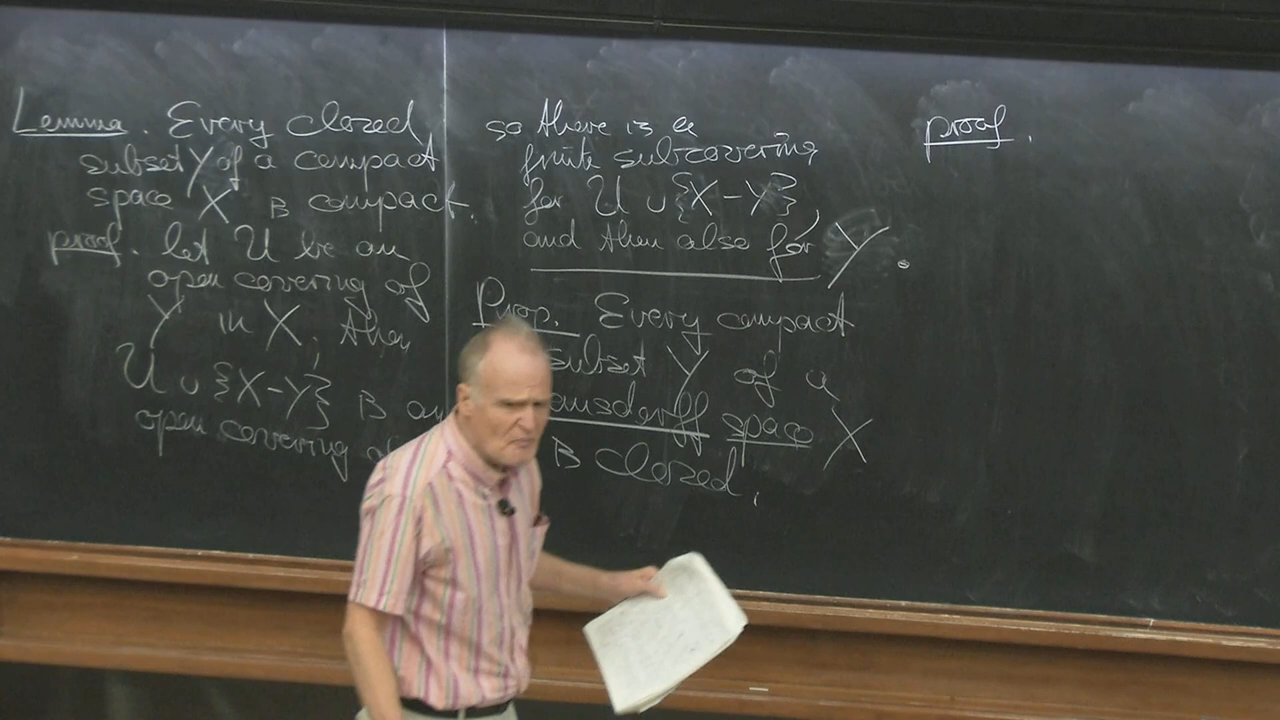 Lemma. Every closed
subset Y of a compact
space X is compact.
proof. let U be an
open covering of
Y in X, then
U ∪ {X-Y} is an
open covering
so there is a
finite subcovering
for U ∪ {X-Y},
and then also for Y.
Prop. Every compact
subset Y of a
ausdorff space X
is closed.
proof.